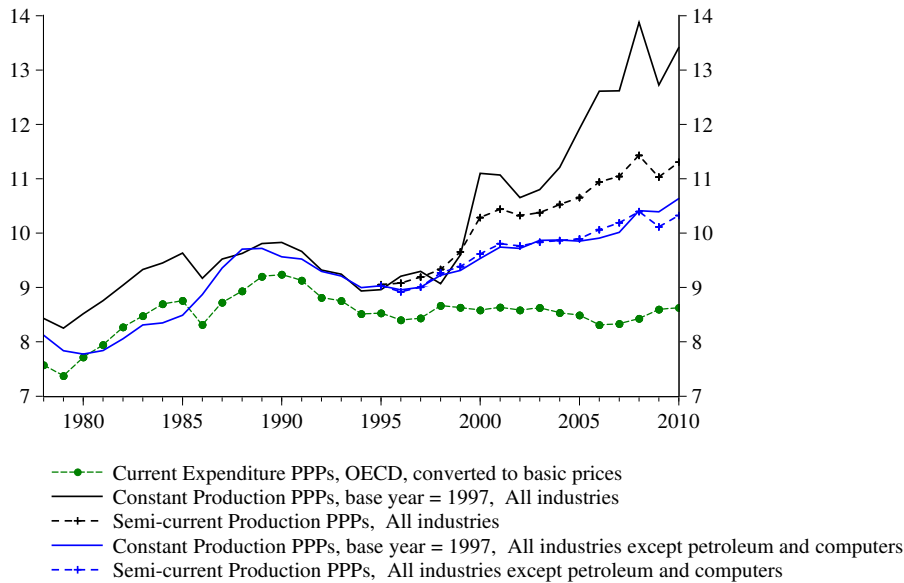 14 14
13 13
12 12
11 11
10 10
9 9
8 8
7 7
1980 1985 1990 1995 2000 2005 2010
Current Expenditure PPPs, OECD, converted to basic prices
Constant Production PPPs, base year = 1997, All industries
Semi-current Production PPPs, All industries
Constant Production PPPs, base year = 1997, All industries except petroleum and computers
Semi-current Production PPPs, All industries except petroleum and computers